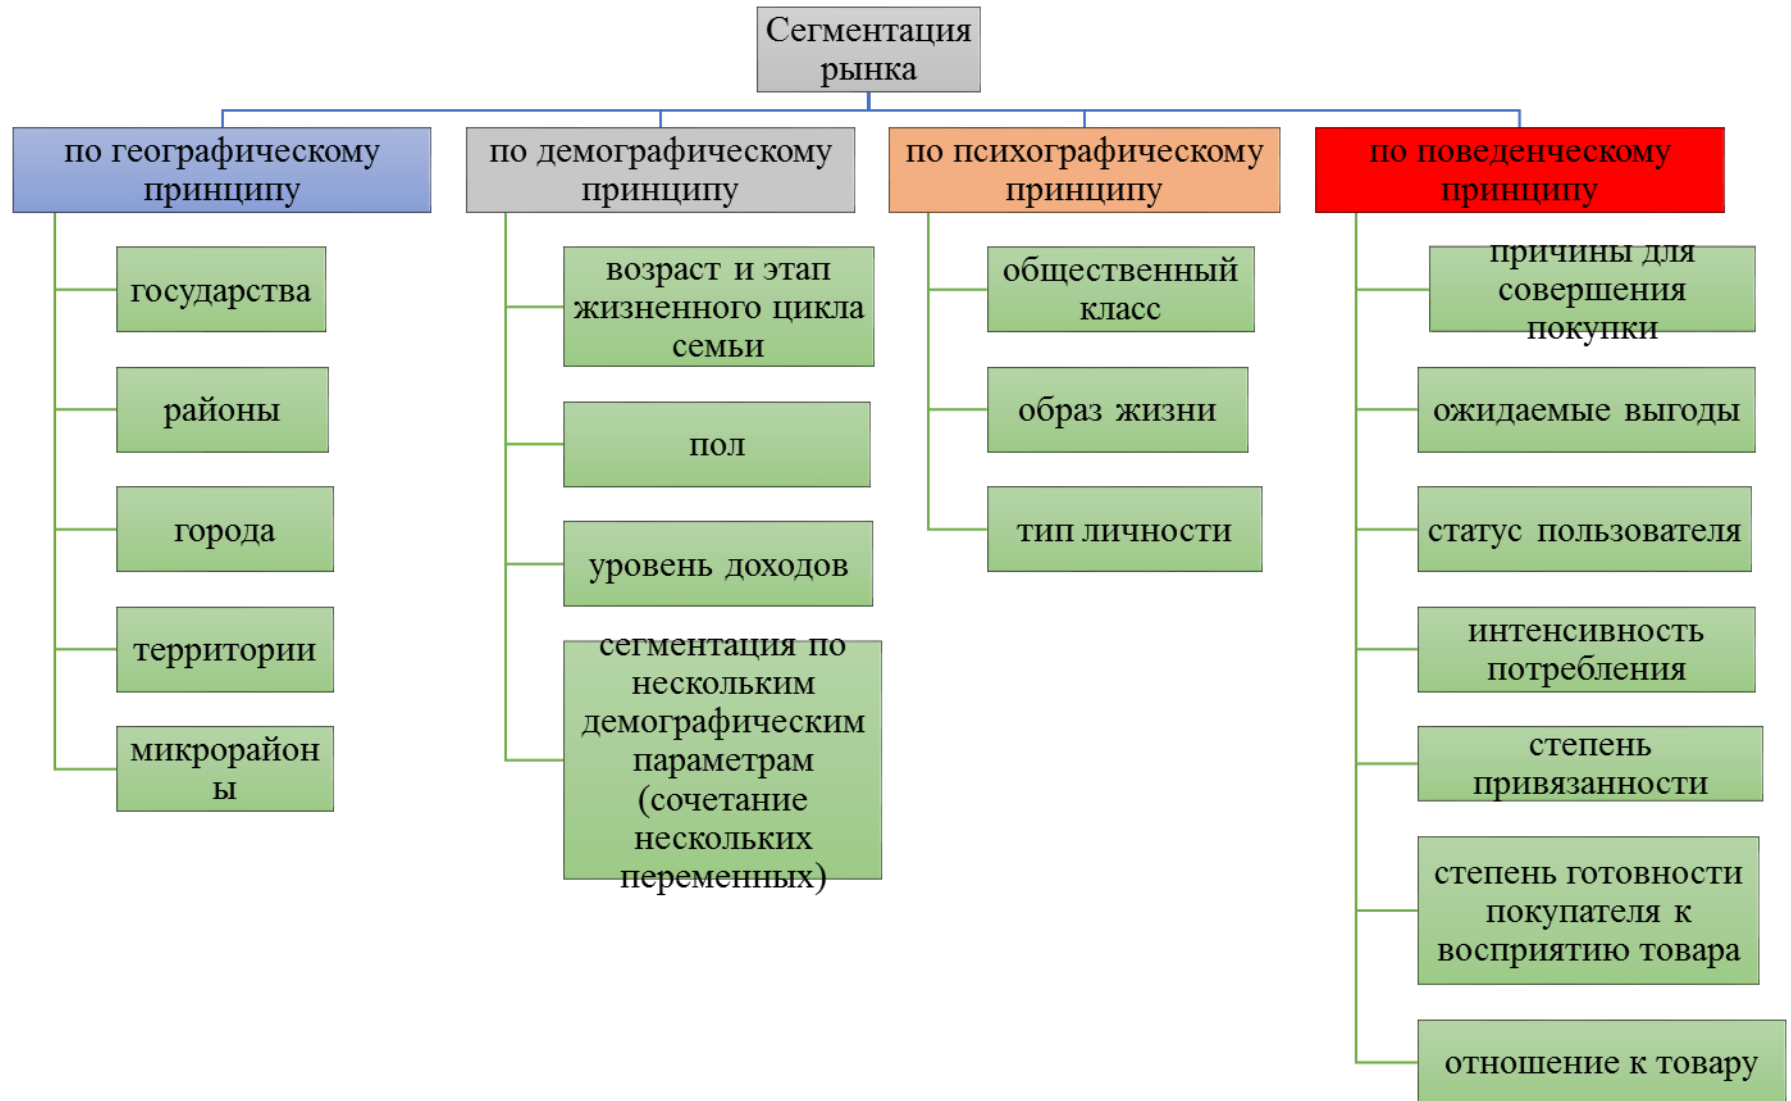 Сегментация
рынка
по географическому
принципу
государства
районы
города
территории
микрорайон
ы
по демографическому
принципу
возраст и этап
жизненного цикла
семьи
пол
уровень доходов
сегментация по
нескольким
демографическим
параметрам
(сочетание
нескольких
переменных)
по психографическому
принципу
общественный
класс
образ жизни
тип личности
по поведенческому
принципу
причины для
совершения
покупки
ожидаемые выгоды
статус пользователя
интенсивность
потребления
степень
привязанности
степень готовности
покупателя к
восприятию товара
отношение к товару